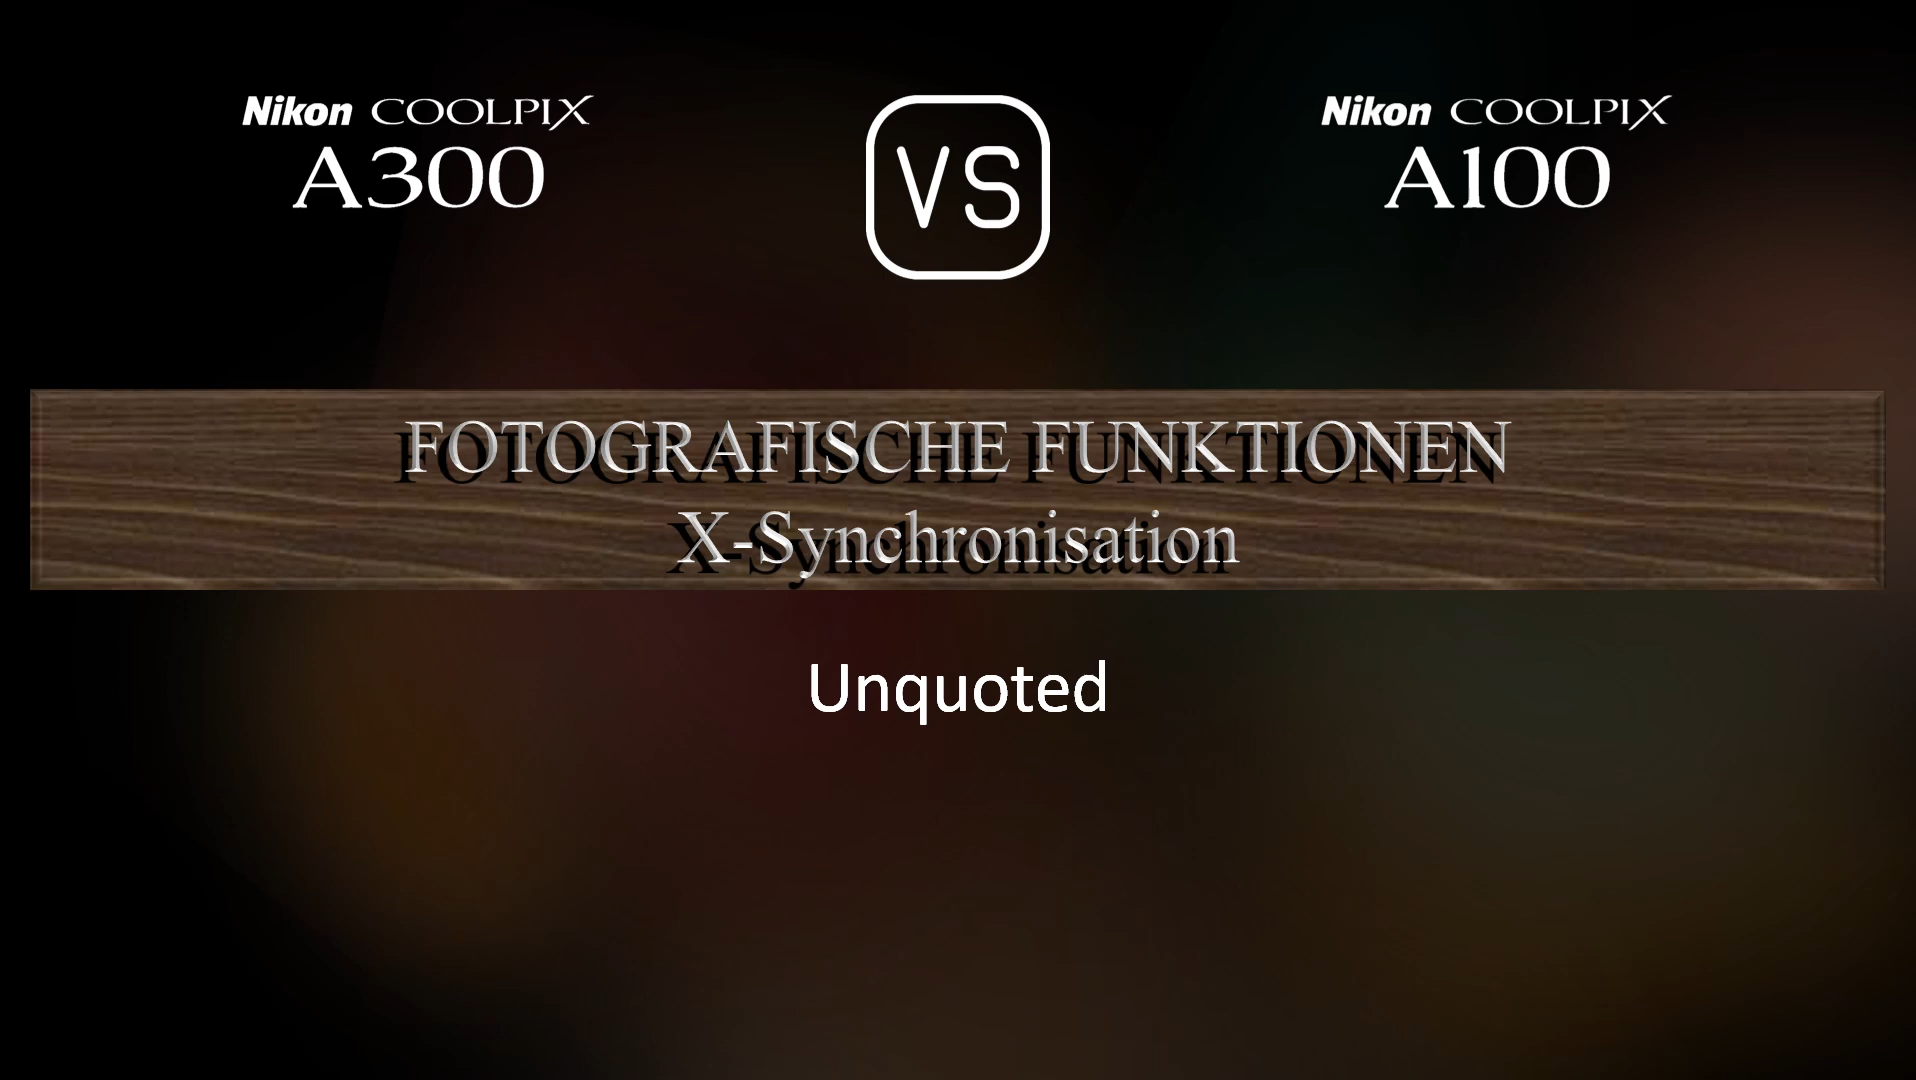 Nikon COOLPIX
A300
VS
Nikon COOLPIX
A100
FOTOGRAFISCHE FUNKTIONEN
X-Synchronisation
Unquoted